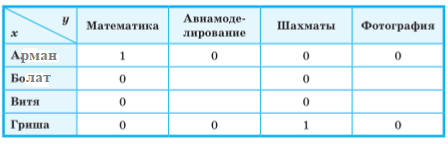 y
x Математика Авиамоде-
лирование Шахматы Фотография
Арман 1 0 0 0
Болат 0 0
Витя 0 0
Гриша 0 0 1 0